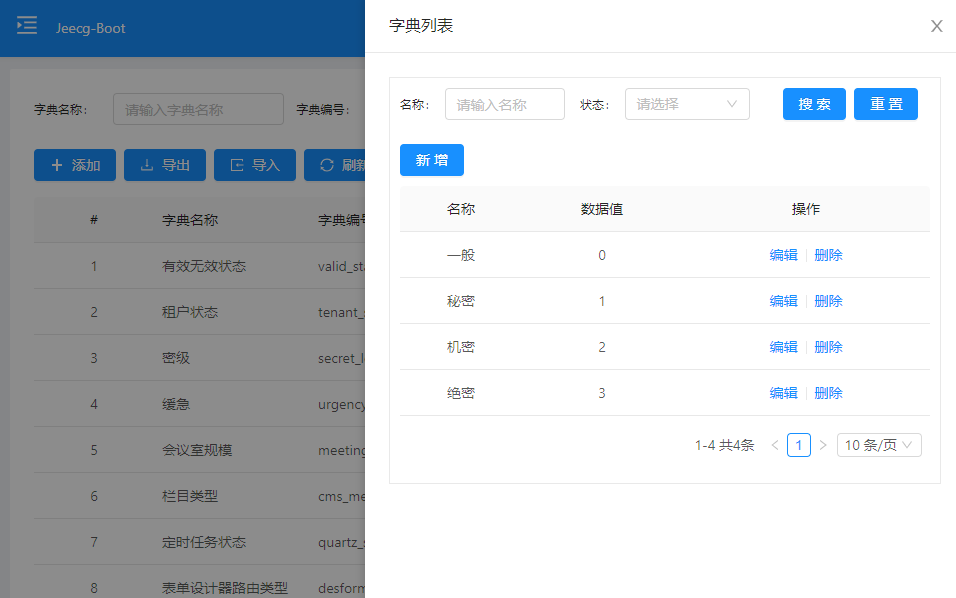 Jeecg-Boot
字典名称： 请输入字典名称 字典编号：
添加 导出 导入 刷新
# 字典名称 字典编号
1 有效无效状态 valid_sta
2 租户状态 tenant_s
3 密级 secret_l
4 缓急 urgency
5 会议室规模 meeting
6 栏目类型 cms_me
7 定时任务状态 quartz_s
8 表单设计器路由类型 desform
字典列表
名称： 请输入名称 状态： 请选择 搜 索 重 置
新 增
名称 数据值 操作
一般 0 编辑 删除
秘密 1 编辑 删除
机密 2 编辑 删除
绝密 3 编辑 删除
1-4 共4条 1 10 条/页